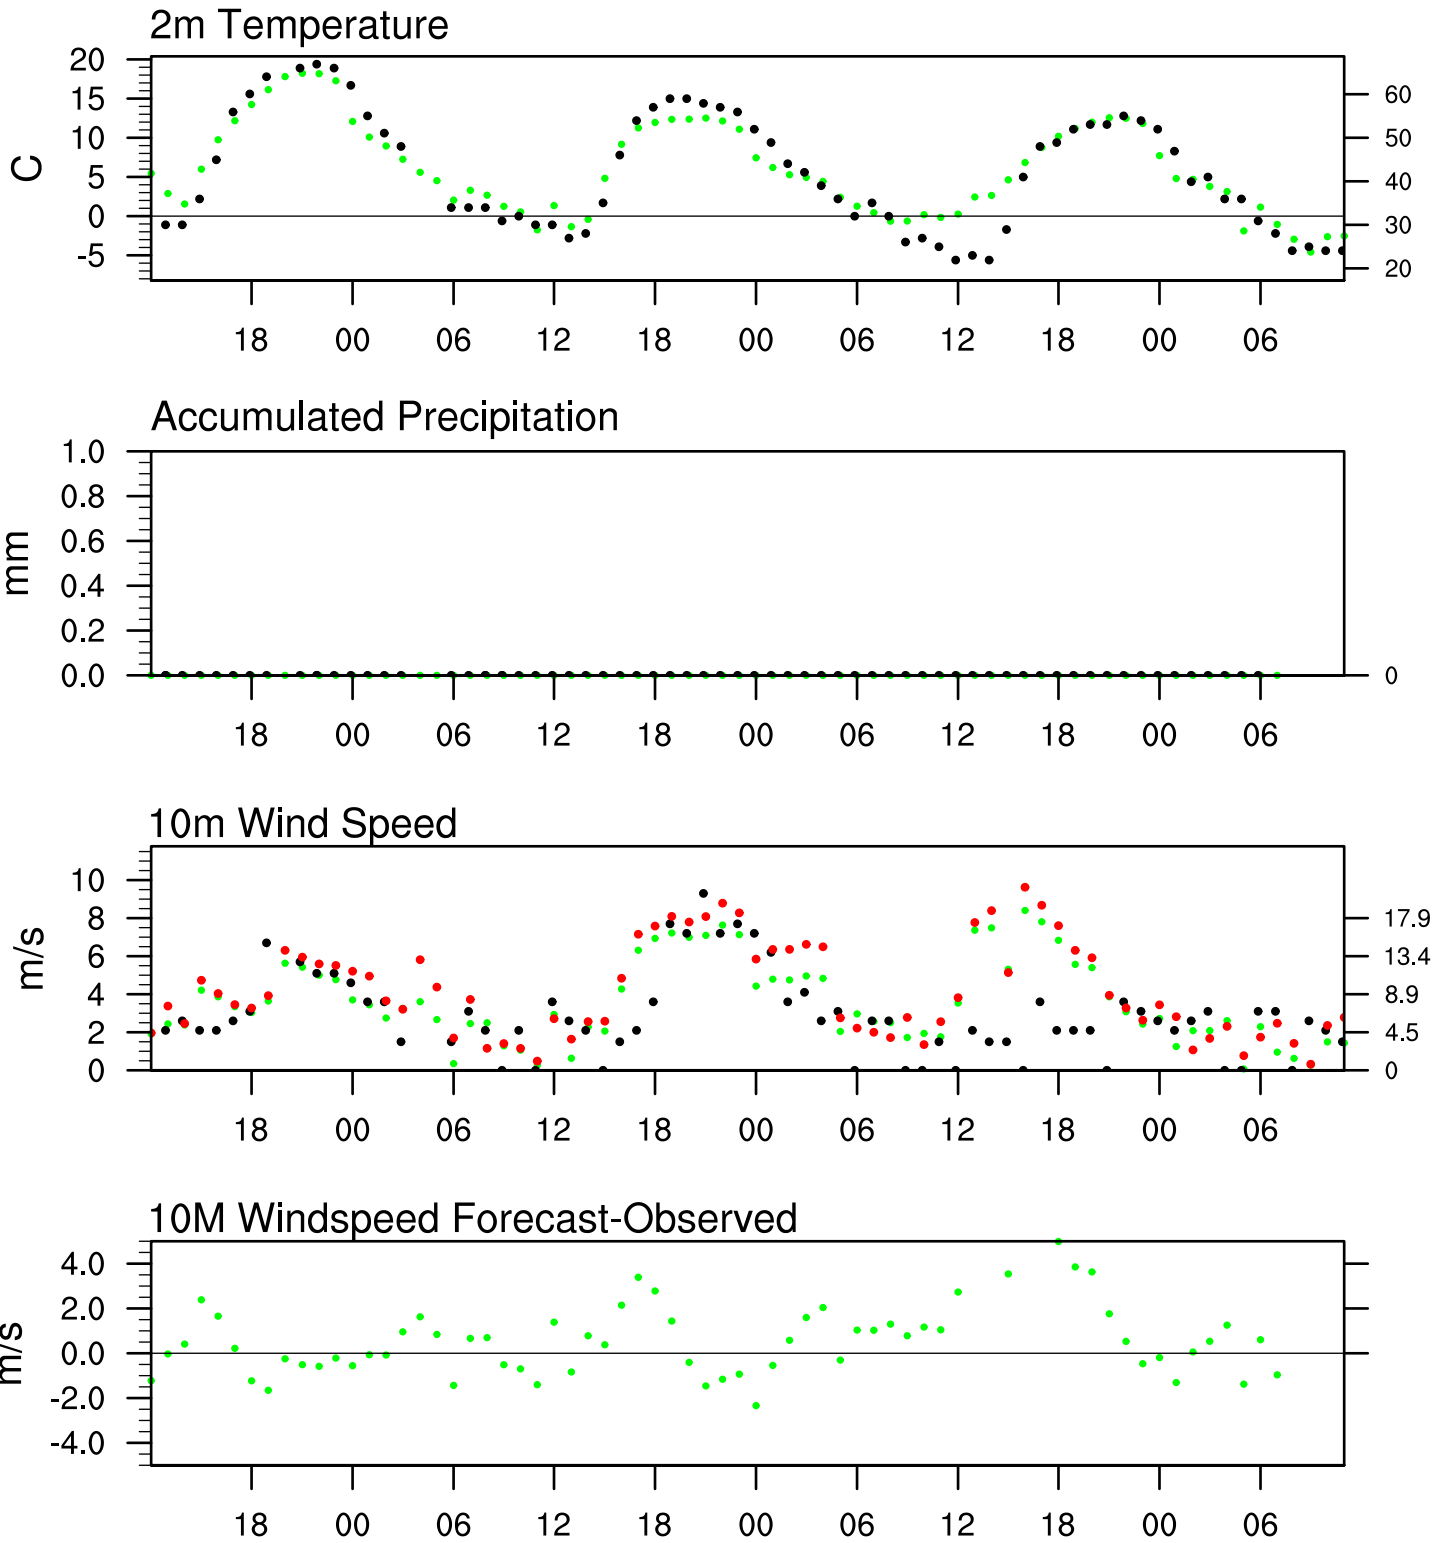 2m Temperature
20
15
10
5
0
-5
C
60
50
40
30
20
18 00 06 12 18 00 06 12 18 00 06
Accumulated Precipitation
1.0
0.8
0.6
0.4
0.2
0.0
mm
0
18 00 06 12 18 00 06 12 18 00 06
10m Wind Speed
10
8
6
4
2
0
m/s
17.9
13.4
8.9
4.5
0
18 00 06 12 18 00 06 12 18 00 06
10M Windspeed Forecast-Observed
4.0
2.0
0.0
-2.0
-4.0
m/s
18 00 06 12 18 00 06 12 18 00 06